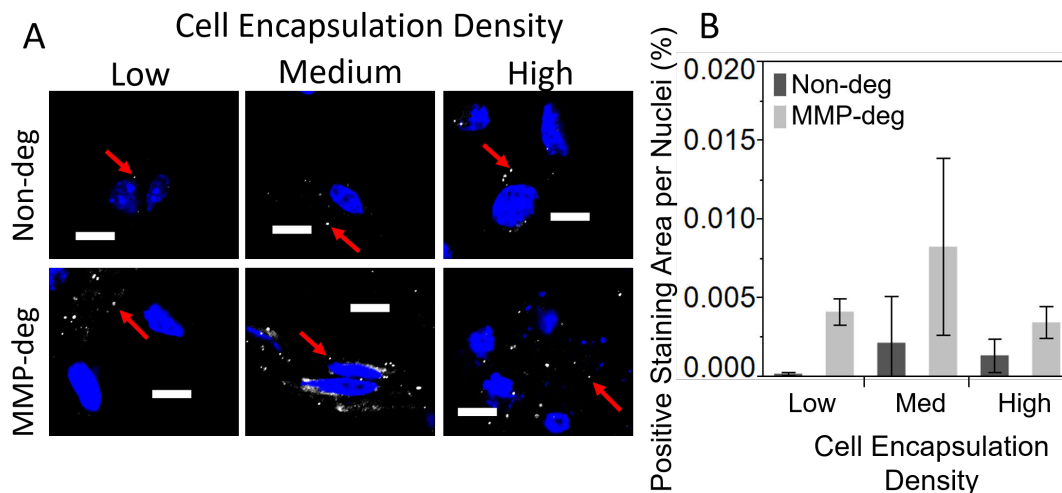 A
Cell Encapsulation Density
Low
Medium
High
Non-deg
MMP-deg
B
Positive Staining Area per Nuclei (%)
0.020
0.015
0.010
0.005
0.000
Non-deg
MMP-deg
Low
Med
High
Cell Encapsulation
Density